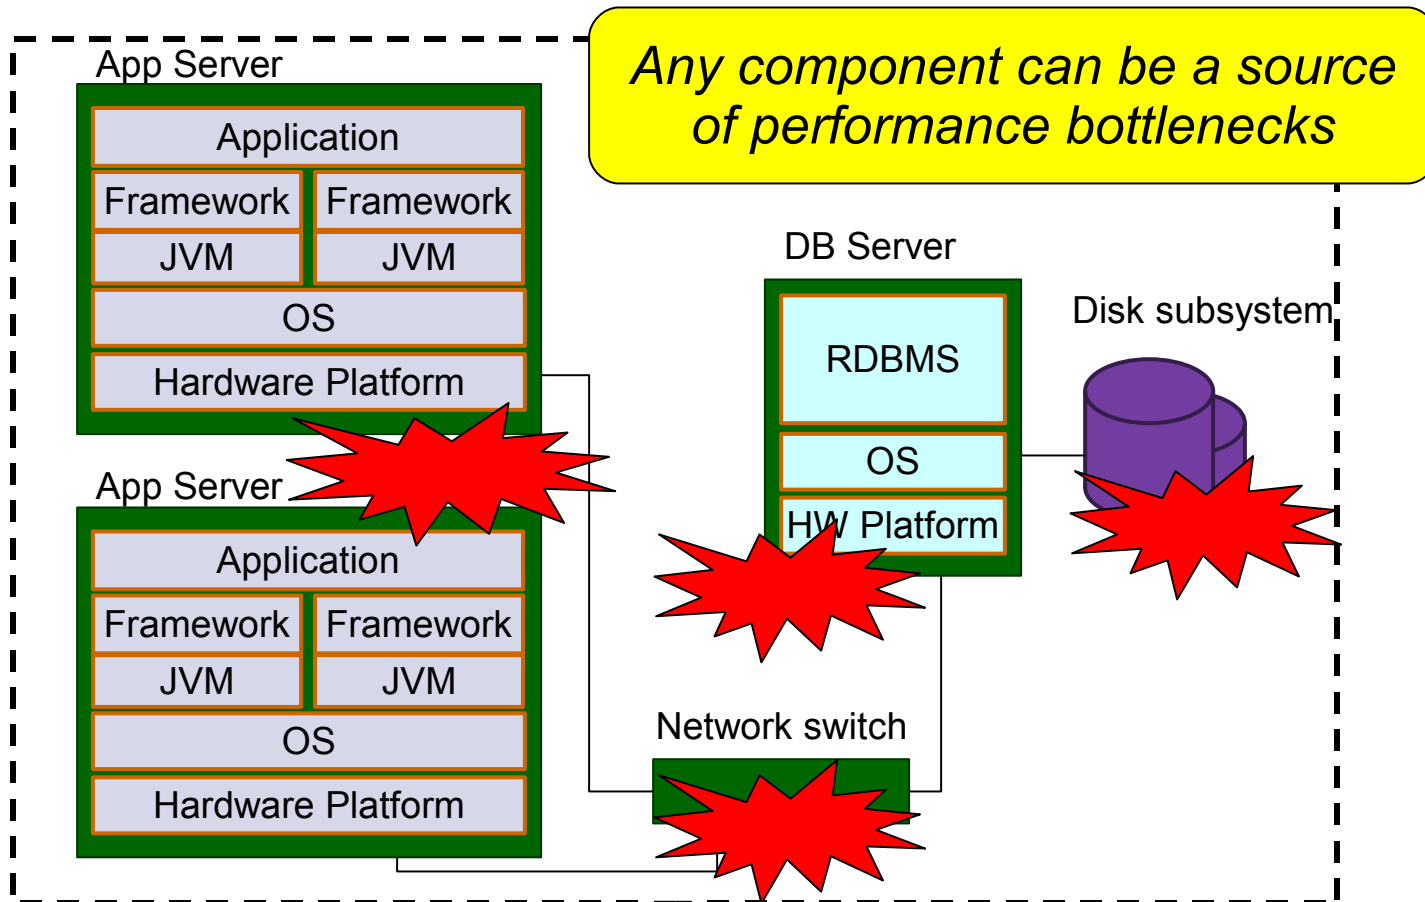 Any component can be a source
of performance bottlenecks
App Server
Application
Framework Framework
JVM JVM
OS
Hardware Platform
App Server
Application
Framework Framework
JVM JVM
OS
Hardware Platform
DB Server
RDBMS
OS
HW Platform
Disk subsystem
Network switch